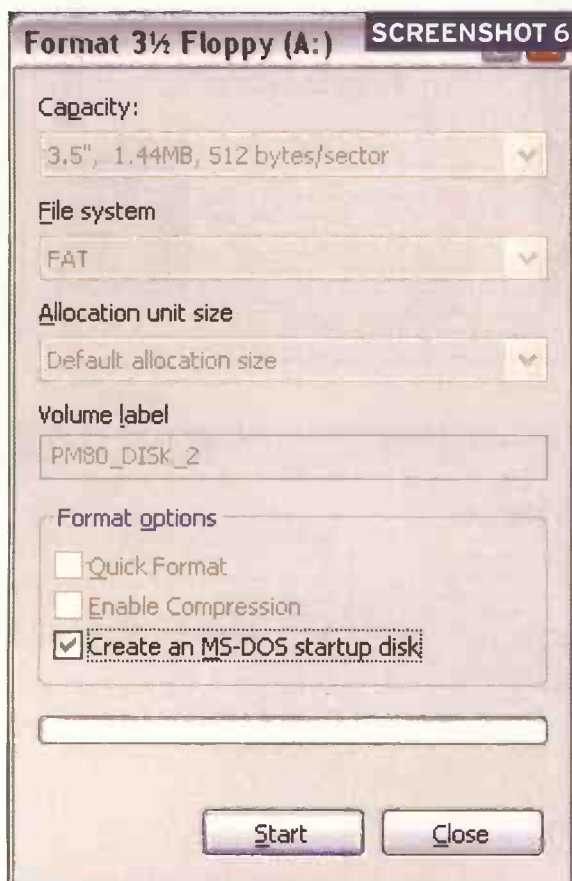 Format 3½ Floppy (A:)
SCREENSHOT 6
Capacity:
3.5", 1.44MB, 512 bytes/sector
File system
FAT
Allocation unit size
Default allocation size
Volume label
PM80_DISK_2
Format options
Quick Format
Enable Compression
Create an MS-DOS startup disk
Start
Close